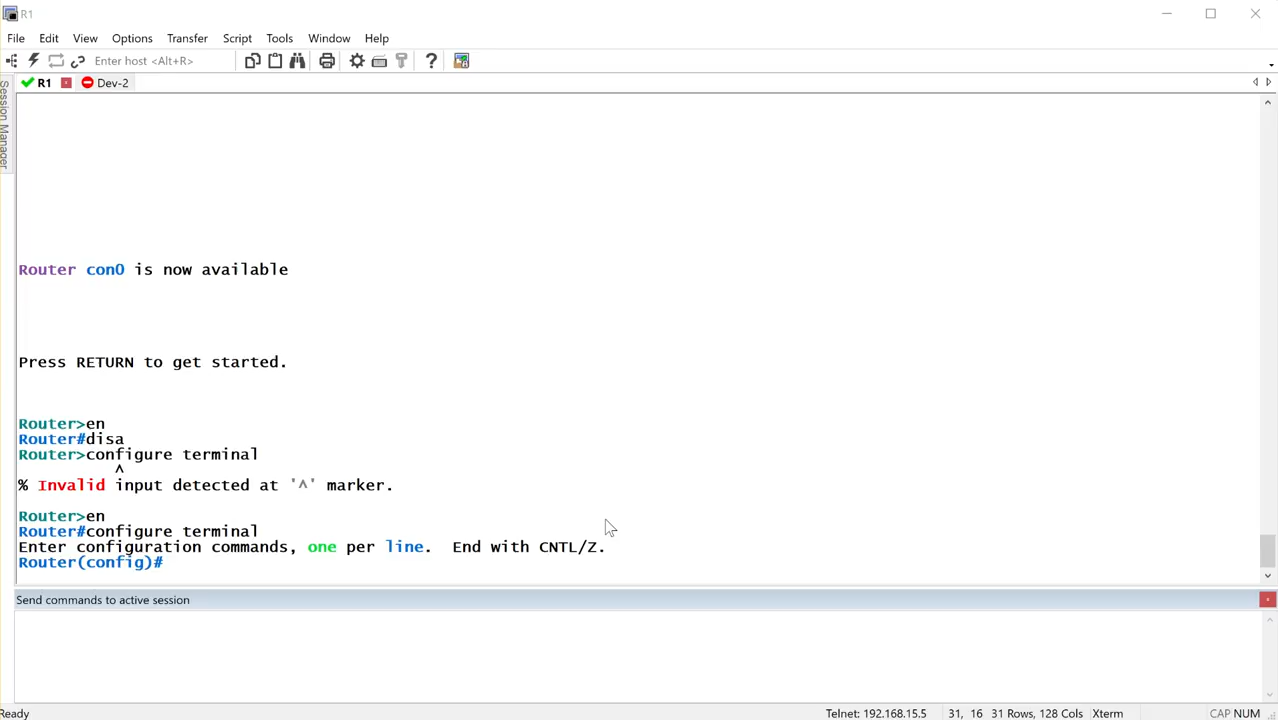 R1
File Edit View Options Transfer Script Tools Window Help
Enter host <Alt+R>
R1 Dev-2
Session Manager
Router con0 is now available
Press RETURN to get started.
Router>en
Router#disa
Router>configure terminal
^
% Invalid input detected at '^' marker.
Router>en
Router#configure terminal
Enter configuration commands, one per line.  End with CNTL/Z.
Router(config)#
Send commands to active session
Ready Telnet: 192.168.15.5 31, 16 31 Rows, 128 Cols Xterm CAP NUM